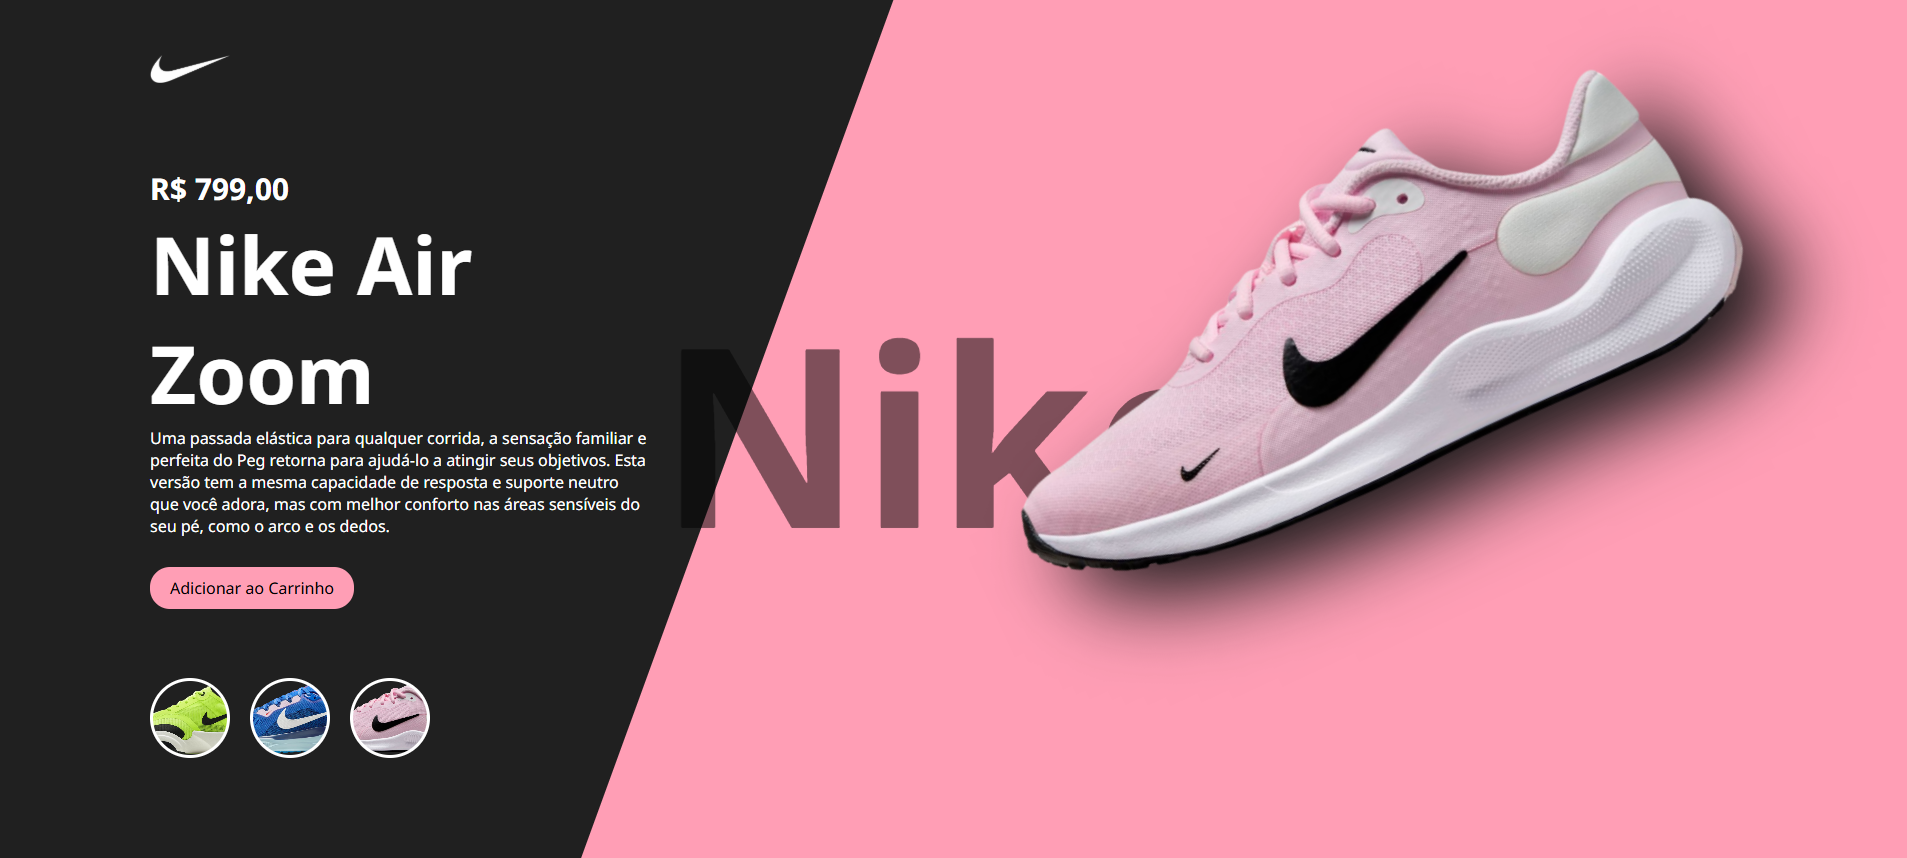 R$ 799,00
Nike Air
Zoom
Uma passada elástica para qualquer corrida, a sensação familiar e
perfeita do Peg retorna para ajudá-lo a atingir seus objetivos. Esta
versão tem a mesma capacidade de resposta e suporte neutro
que você adora, mas com melhor conforto nas áreas sensíveis do
seu pé, como o arco e os dedos.
Adicionar ao Carrinho
Nike